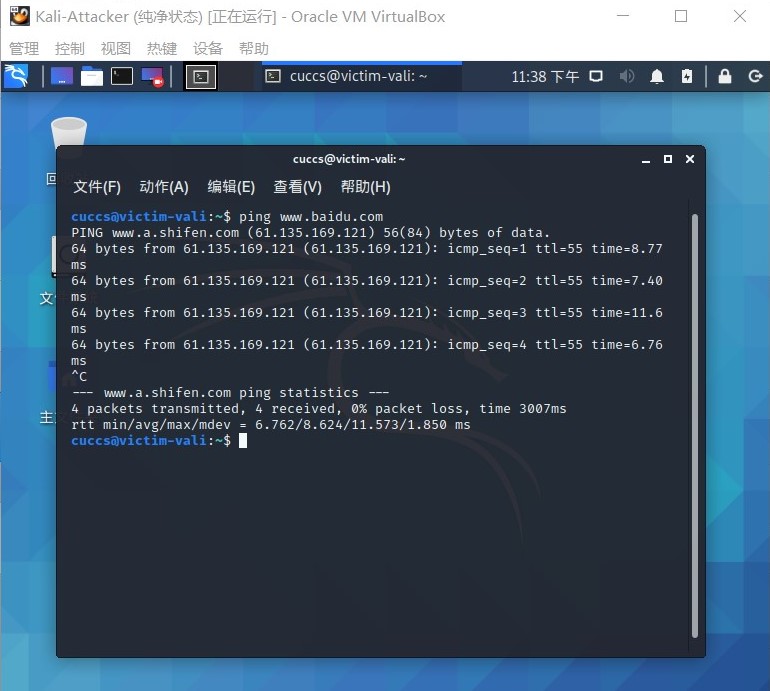 Kali-Attacker (纯净状态) [正在运行] - Oracle VM VirtualBox
管理 控制 视图 热键 设备 帮助
cuccs@victim-vali: ~ 11:38 下午
cuccs@victim-vali: ~
文件(F) 动作(A) 编辑(E) 查看(V) 帮助(H)
cuccs@victim-vali:~$ ping www.baidu.com
PING www.a.shifen.com (61.135.169.121) 56(84) bytes of data.
64 bytes from 61.135.169.121 (61.135.169.121): icmp_seq=1 ttl=55 time=8.77
ms
64 bytes from 61.135.169.121 (61.135.169.121): icmp_seq=2 ttl=55 time=7.40
ms
64 bytes from 61.135.169.121 (61.135.169.121): icmp_seq=3 ttl=55 time=11.6
ms
64 bytes from 61.135.169.121 (61.135.169.121): icmp_seq=4 ttl=55 time=6.76
ms
^C
--- www.a.shifen.com ping statistics ---
4 packets transmitted, 4 received, 0% packet loss, time 3007ms
rtt min/avg/max/mdev = 6.762/8.624/11.573/1.850 ms
cuccs@victim-vali:~$